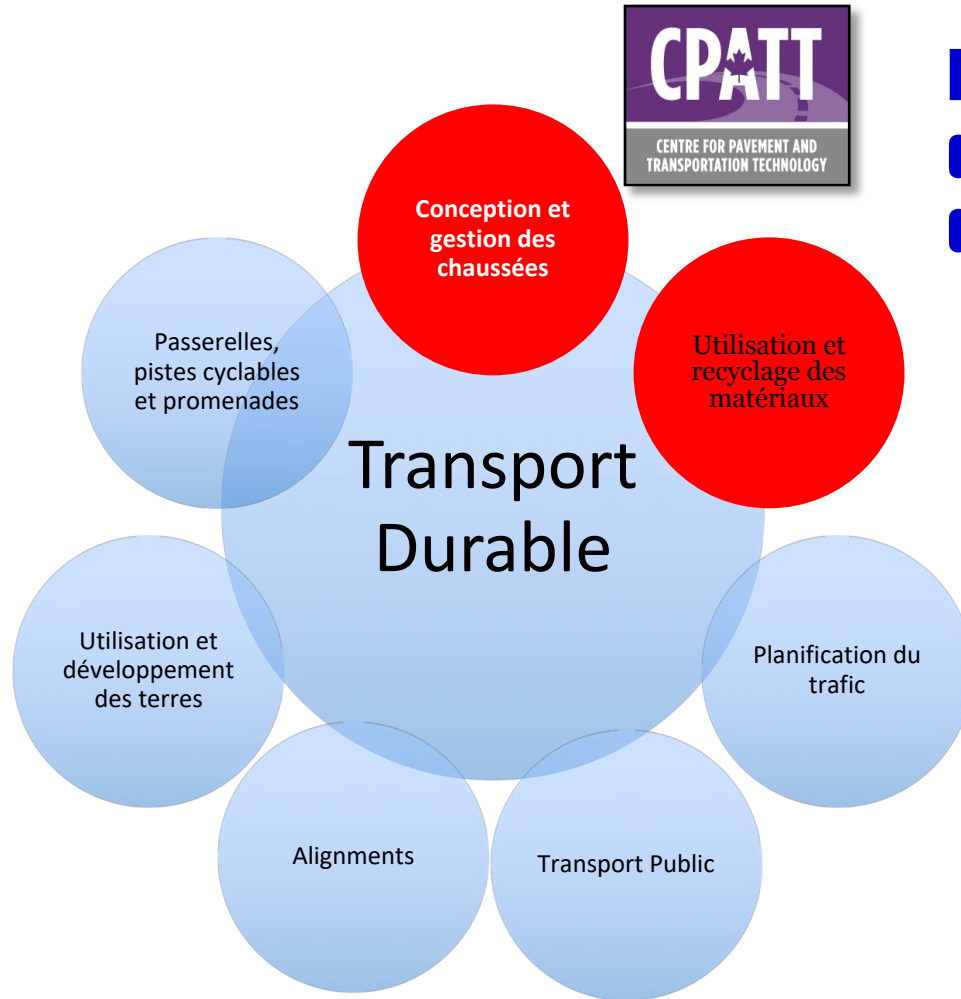 CPATT
CENTRE FOR PAVEMENT AND
TRANSPORTATION TECHNOLOGY
Conception et
gestion des
chaussées
Utilisation et
recyclage des
matériaux
Passerelles,
pistes cyclables
et promenades
Transport
Durable
Planification du
trafic
Utilisation et
développement
des terres
Alignments
Transport Public